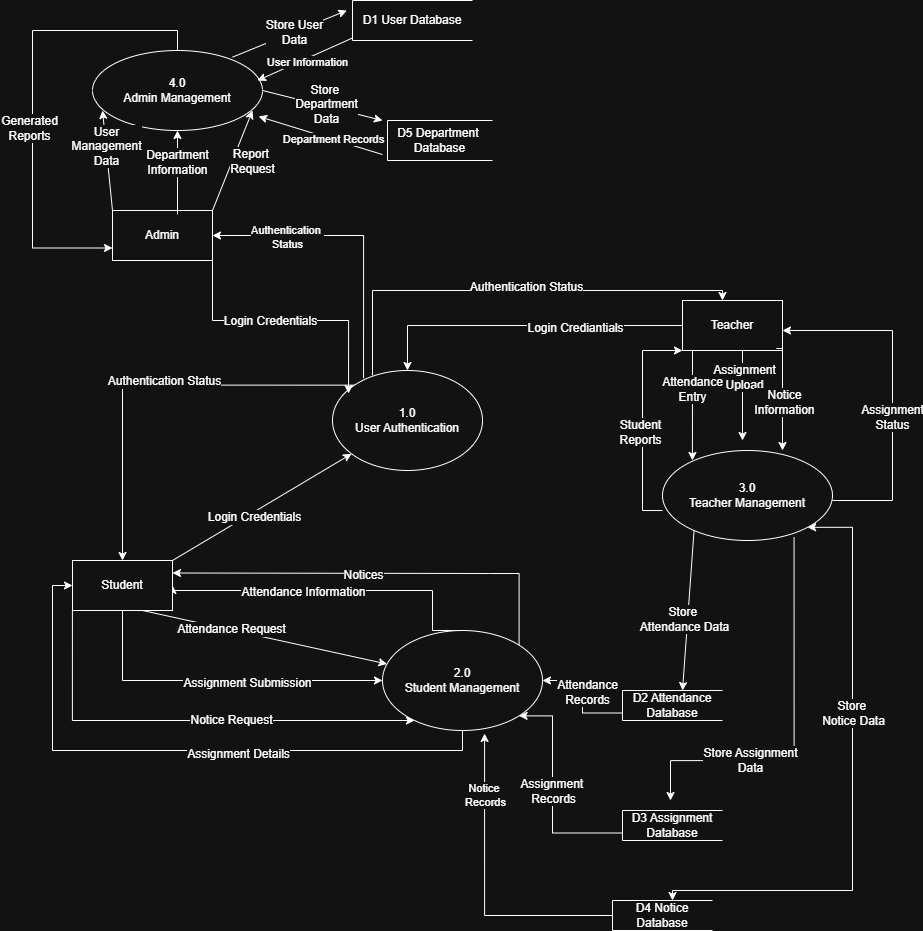 Store User
Data
D1 User Database
User Information
4.0
Admin Management
Store
Department
Data
Department Records
D5 Department
Database
Generated
Reports
User
Management
Data
Department
Information
Report
Request
Admin
Authentication
Status
Login Credentials
Authentication Status
Login Crediantials
Teacher
Authentication Status
Attendance
Entry
Assignment
Upload
Notice
Information
Student
Reports
Assignment
Status
1.0
User Authentication
3.0
Teacher Management
Login Credentials
Student
Notices
Attendance Information
Attendance Request
Assignment Submission
Notice Request
Assignment Details
2.0
Student Management
Store
Attendance Data
Attendance
Records
D2 Attendance
Database
Store
Notice Data
Store Assignment
Data
Notice
Records
Assignment
Records
D3 Assignment
Database
D4 Notice
Database